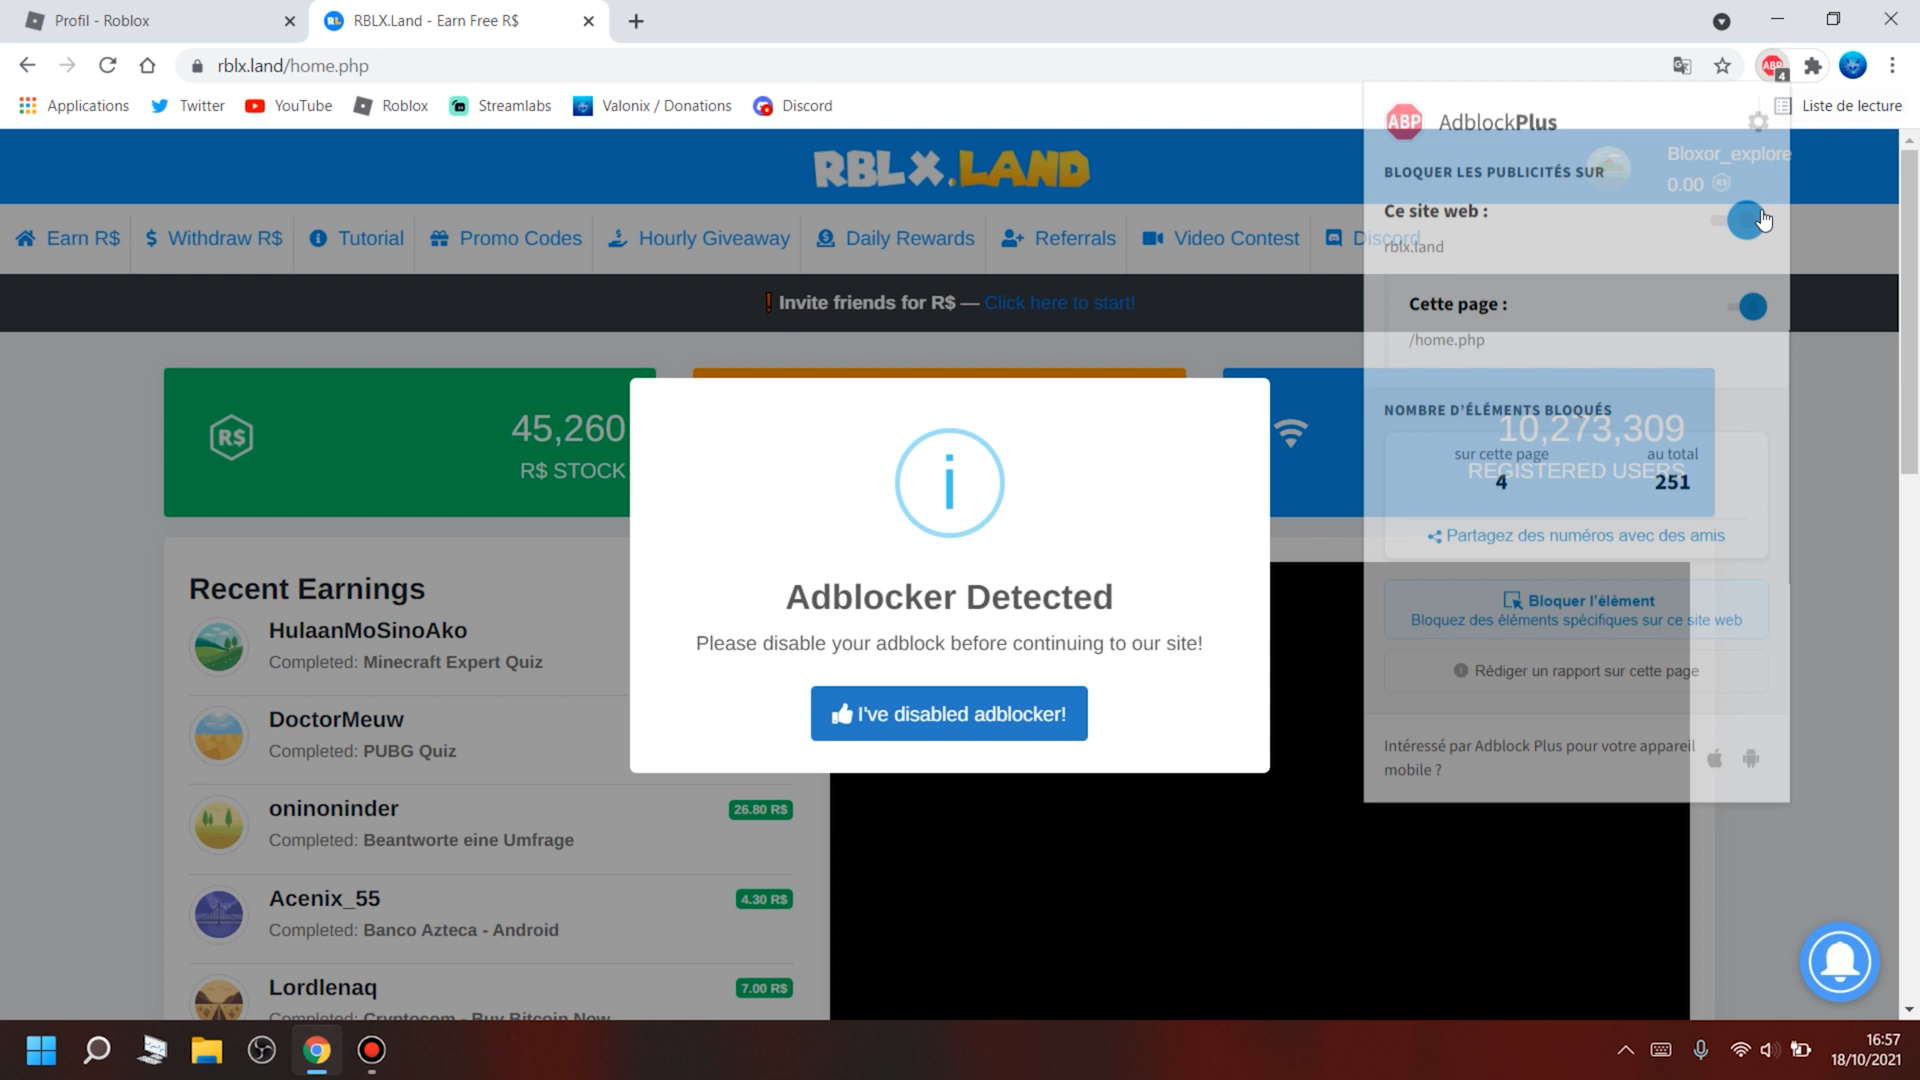 Profil - Roblox
RBLX.Land - Earn Free R$
rblx.land/home.php
4
Applications
Twitter
YouTube
Roblox
Streamlabs
Valonix / Donations
Discord
Liste de lecture
RBLX.LAND
Bloxor_explore
0.00
Earn R$
Withdraw R$
Tutorial
Promo Codes
Hourly Giveaway
Daily Rewards
Referrals
Video Contest
Discord
ABP AdblockPlus
BLOQUER LES PUBLICITÉS SUR
Ce site web :
rblx.land
Cette page :
/home.php
NOMBRE D'ÉLÉMENTS BLOQUÉS
sur cette page
au total
4
251
Partagez des numéros avec des amis
Bloquer l'élément
Bloquez des éléments spécifiques sur ce site web
Rédiger un rapport sur cette page
Intéressé par Adblock Plus pour votre appareil
mobile ?
Invite friends for R$ — Click here to start!
R$
45,260
R$ STOCK
10,273,309
REGISTERED USERS
Adblocker Detected
Please disable your adblock before continuing to our site!
I've disabled adblocker!
Recent Earnings
HulaanMoSinoAko
Completed: Minecraft Expert Quiz
DoctorMeuw
Completed: PUBG Quiz
oninoninder
26.80 R$
Completed: Beantworte eine Umfrage
Acenix_55
4.30 R$
Completed: Banco Azteca - Android
Lordlenaq
7.00 R$
Completed: Cryptocom - Buy Bitcoin Now
16:57
18/10/2021